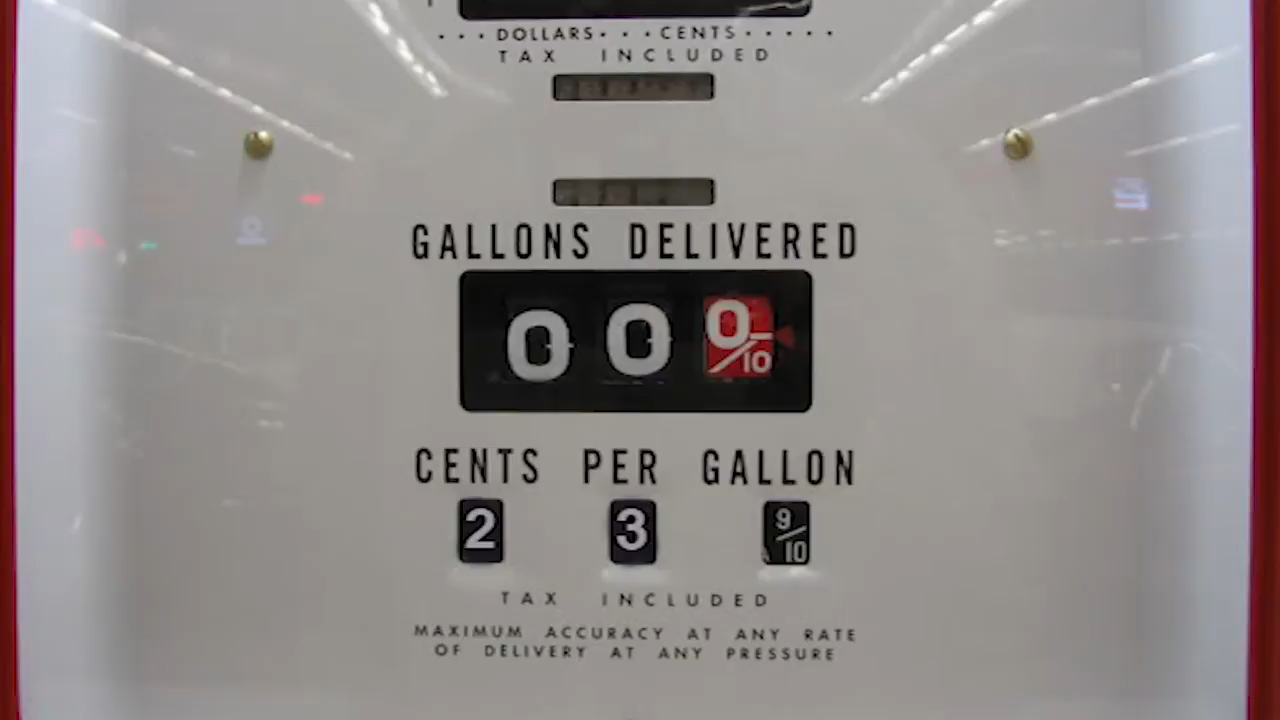 DOLLARS CENTS
TAX INCLUDED
GALLONS DELIVERED
0 0 0/10
CENTS PER GALLON
2 3 9/10
TAX INCLUDED
MAXIMUM ACCURACY AT ANY RATE
OF DELIVERY AT ANY PRESSURE